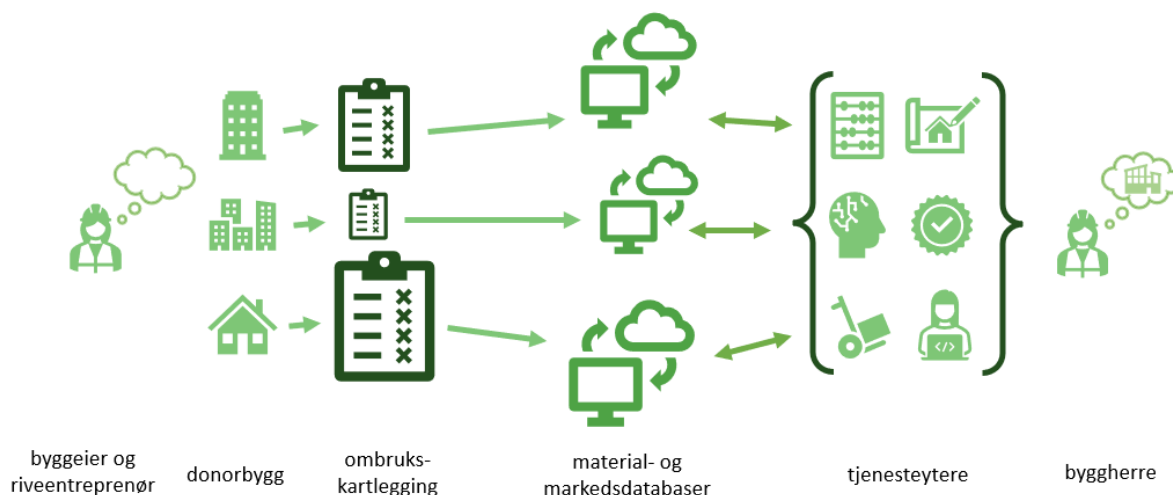 byggeier og
riveentreprenør
donorbygg
ombruks-
kartlegging
material- og
markedsdatabaser
tjenesteytere
byggherre